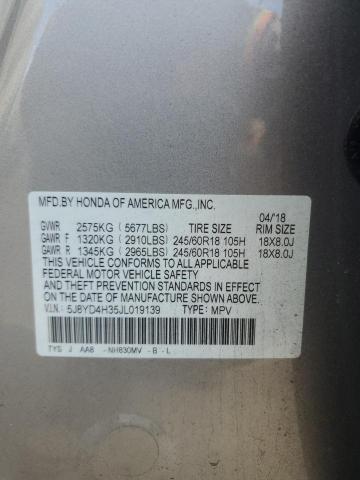 MFD.BY HONDA OF AMERICA MFG.,INC.
04/18
GVWR 2575KG ( 5677LBS) TIRE SIZE RIM SIZE
GAWR F 1320KG ( 2910LBS) 245/60R18 105H 18X8.0J
GAWR R 1345KG ( 2965LBS) 245/60R18 105H 18X8.0J
THIS VEHICLE CONFORMS TO ALL APPLICABLE
FEDERAL MOTOR VEHICLE SAFETY
AND THEFT PREVENTION STANDARDS IN EFFECT
ON THE DATE OF MANUFACTURE SHOWN ABOVE.
V.I.N.: 5J8YD4H35JL019139 TYPE: MPV
TYS J AA8 -NH830MV -B -L